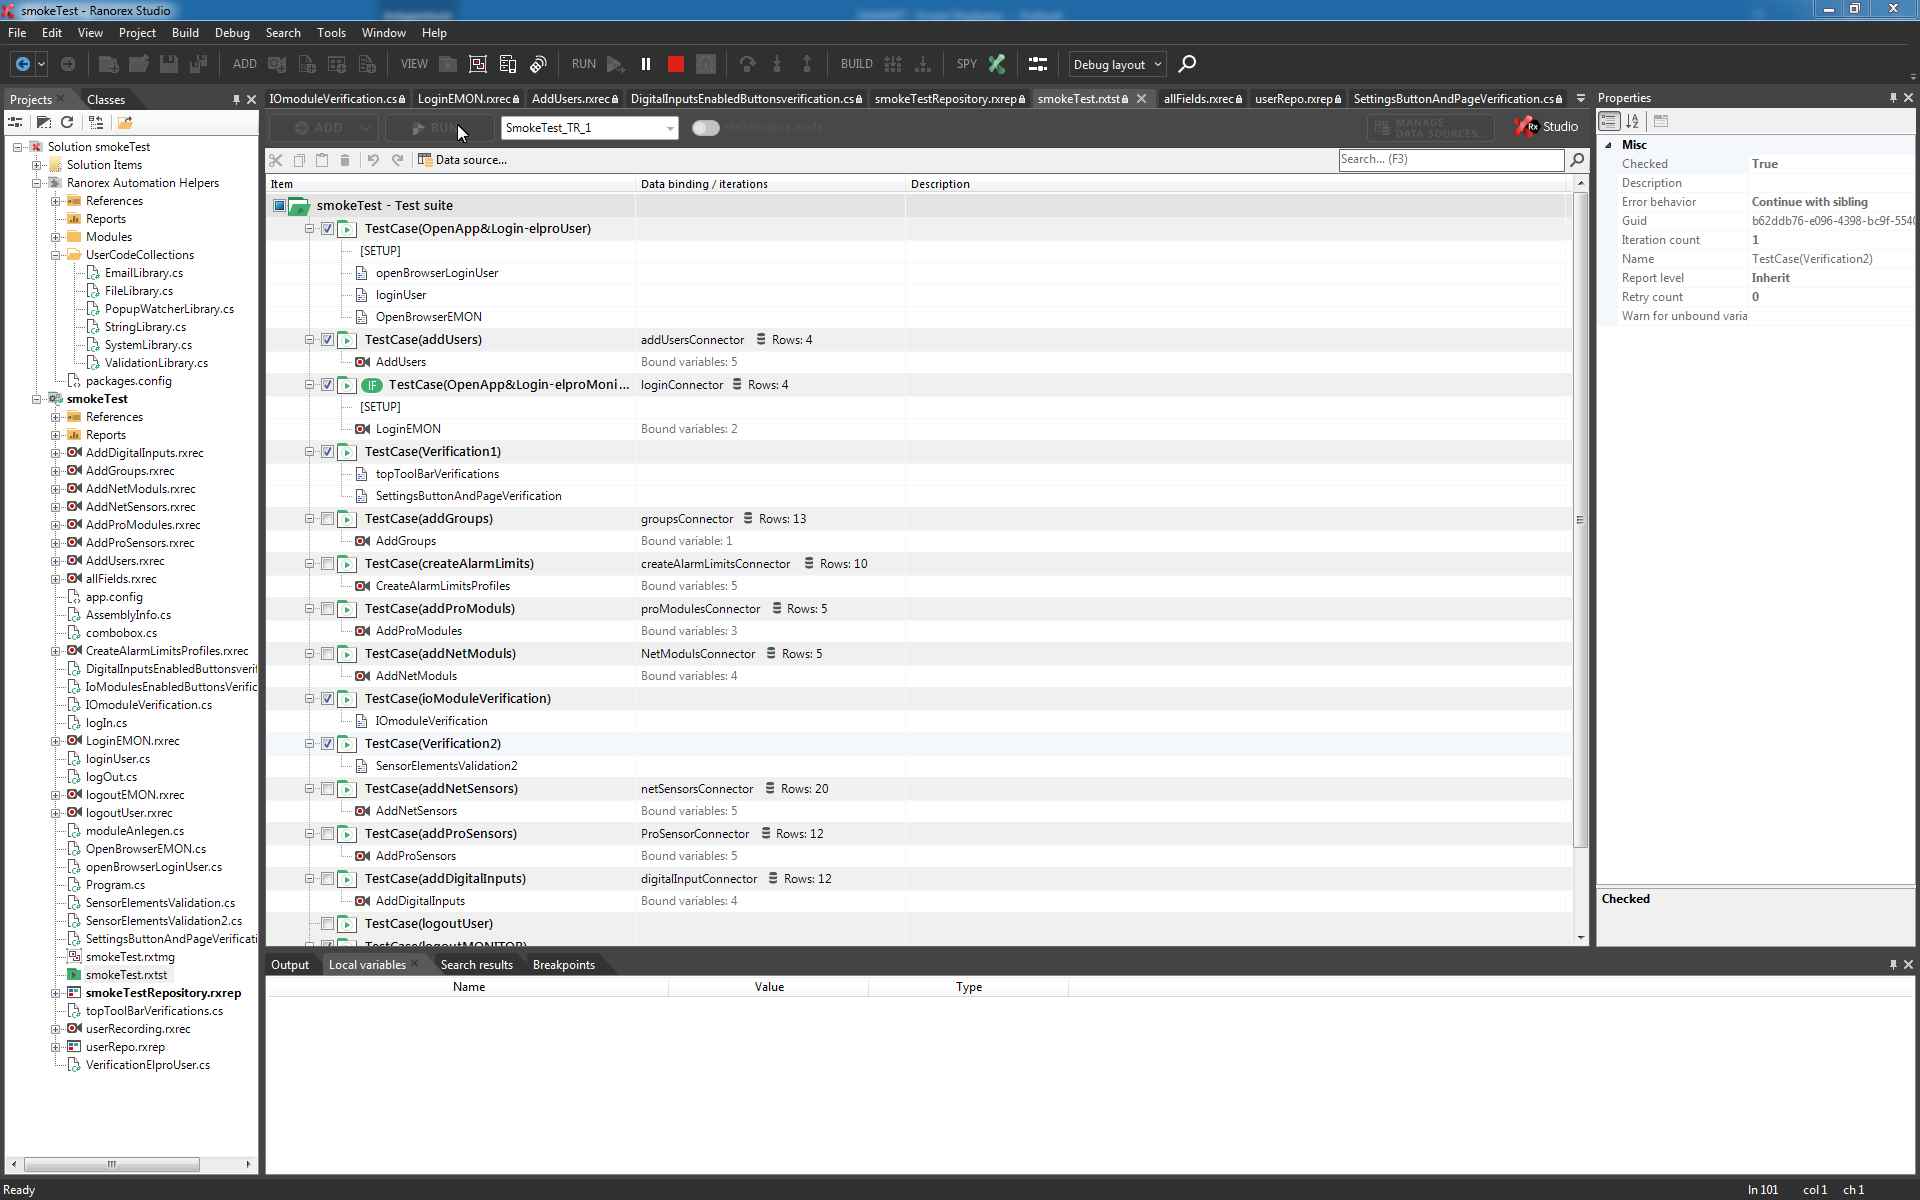 smokeTest - Ranorex Studio
File Edit View Project Build Debug Search Tools Window Help
ADD VIEW RUN BUILD SPY Debug layout
Projects Classes
IOmoduleVerification.cs LoginEMON.rxrec AddUsers.rxrec DigitalInputsEnabledButtonsverification.cs smokeTestRepository.rxrep smokeTest.rxtst allFields.rxrec userRepo.rxrep SettingsButtonAndPageVerification.cs
Properties
ADD RUN SmokeTest_TR_1 MANAGE DATA SOURCES... Rx Studio
Data source...
Search... (F3)
Item Data binding / iterations Description
Solution smokeTest
Solution Items
Ranorex Automation Helpers
References
Reports
Modules
UserCodeCollections
EmailLibrary.cs
FileLibrary.cs
PopupWatcherLibrary.cs
StringLibrary.cs
SystemLibrary.cs
ValidationLibrary.cs
packages.config
smokeTest
References
Reports
AddDigitalInputs.rxrec
AddGroups.rxrec
AddNetModuls.rxrec
AddNetSensors.rxrec
AddProModules.rxrec
AddProSensors.rxrec
AddUsers.rxrec
allFields.rxrec
app.config
AssemblyInfo.cs
combobox.cs
CreateAlarmLimitsProfiles.rxrec
DigitalInputsEnabledButtonsverif
IoModulesEnabledButtonsVerific
IOmoduleVerification.cs
logIn.cs
LoginEMON.rxrec
loginUser.cs
logOut.cs
logoutEMON.rxrec
logoutUser.rxrec
moduleAnlegen.cs
OpenBrowserEMON.cs
openBrowserLoginUser.cs
Program.cs
SensorElementsValidation.cs
SensorElementsValidation2.cs
SettingsButtonAndPageVerificati
smokeTest.rxtmg
smokeTest.rxtst
smokeTestRepository.rxrep
topToolBarVerifications.cs
userRecording.rxrec
userRepo.rxrep
VerificationElproUser.cs
smokeTest - Test suite
TestCase(OpenApp&Login-elproUser)
[SETUP]
openBrowserLoginUser
loginUser
OpenBrowserEMON
TestCase(addUsers) addUsersConnector Rows: 4
AddUsers Bound variables: 5
IF TestCase(OpenApp&Login-elproMoni... loginConnector Rows: 4
[SETUP]
LoginEMON Bound variables: 2
TestCase(Verification1)
topToolBarVerifications
SettingsButtonAndPageVerification
TestCase(addGroups) groupsConnector Rows: 13
AddGroups Bound variable: 1
TestCase(createAlarmLimits) createAlarmLimitsConnector Rows: 10
CreateAlarmLimitsProfiles Bound variables: 5
TestCase(addProModuls) proModulesConnector Rows: 5
AddProModules Bound variables: 3
TestCase(addNetModuls) NetModulsConnector Rows: 5
AddNetModuls Bound variables: 4
TestCase(ioModuleVerification)
IOmoduleVerification
TestCase(Verification2)
SensorElementsValidation2
TestCase(addNetSensors) netSensorsConnector Rows: 20
AddNetSensors Bound variables: 5
TestCase(addProSensors) ProSensorConnector Rows: 12
AddProSensors Bound variables: 5
TestCase(addDigitalInputs) digitalInputConnector Rows: 12
AddDigitalInputs Bound variables: 4
TestCase(logoutUser)
TestCase(logoutMONITOR)
Misc
Checked True
Description
Error behavior Continue with sibling
Guid b62ddb76-e096-4398-bc9f-5540
Iteration count 1
Name TestCase(Verification2)
Report level Inherit
Retry count 0
Warn for unbound varia
Checked
Output Local variables Search results Breakpoints
Name Value Type
Ready
ln 101 col 1 ch 1